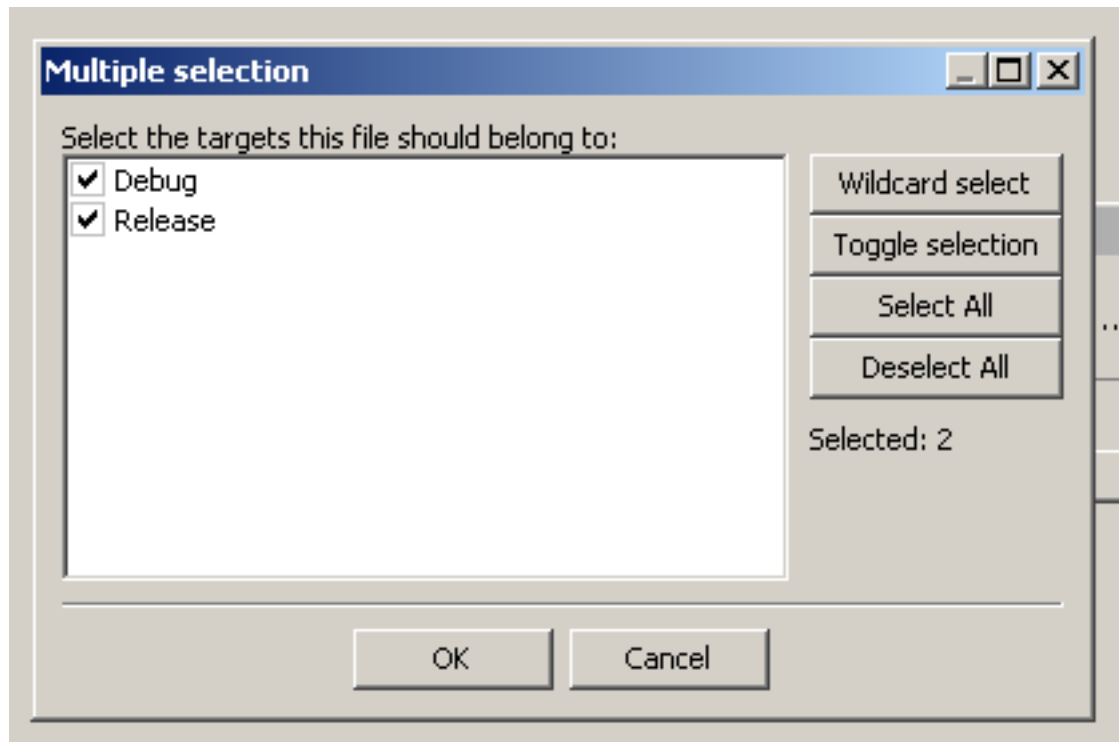 Multiple selection
Select the targets this file should belong to:
Debug
Release
Wildcard select
Toggle selection
Select All
Deselect All
Selected: 2
OK
Cancel
..